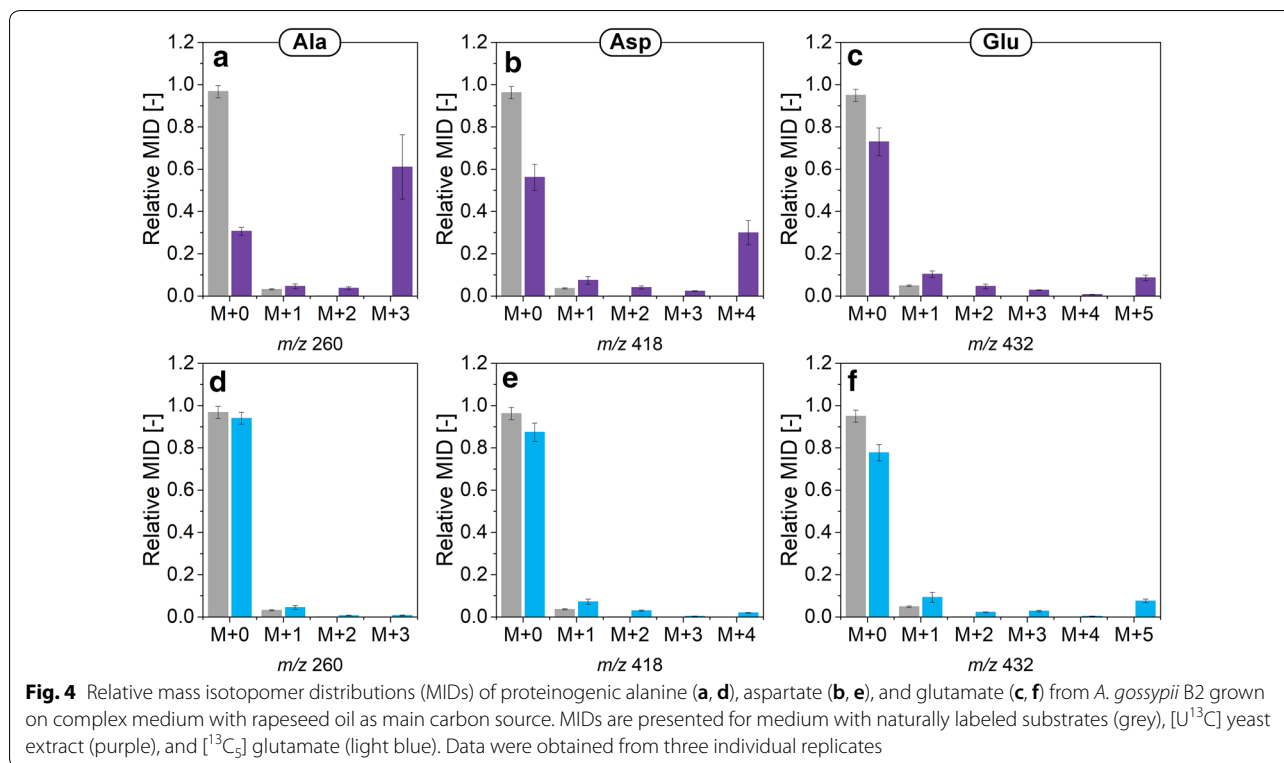 Ala
Asp
Glu
a
b
c
Relative MID [-]
1.2
1.0
0.8
0.6
0.4
0.2
0.0
M+0 M+1 M+2 M+3
m/z 260
Relative MID [-]
1.2
1.0
0.8
0.6
0.4
0.2
0.0
M+0 M+1 M+2 M+3 M+4
m/z 418
Relative MID [-]
1.2
1.0
0.8
0.6
0.4
0.2
0.0
M+0 M+1 M+2 M+3 M+4 M+5
m/z 432
d
e
f
Relative MID [-]
1.2
1.0
0.8
0.6
0.4
0.2
0.0
M+0 M+1 M+2 M+3
m/z 260
Relative MID [-]
1.2
1.0
0.8
0.6
0.4
0.2
0.0
M+0 M+1 M+2 M+3 M+4
m/z 418
Relative MID [-]
1.2
1.0
0.8
0.6
0.4
0.2
0.0
M+0 M+1 M+2 M+3 M+4 M+5
m/z 432
Fig. 4 Relative mass isotopomer distributions (MIDs) of proteinogenic alanine (a, d), aspartate (b, e), and glutamate (c, f) from A. gossypii B2 grown
on complex medium with rapeseed oil as main carbon source. MIDs are presented for medium with naturally labeled substrates (grey), [U¹³C] yeast
extract (purple), and [¹³C₅] glutamate (light blue). Data were obtained from three individual replicates